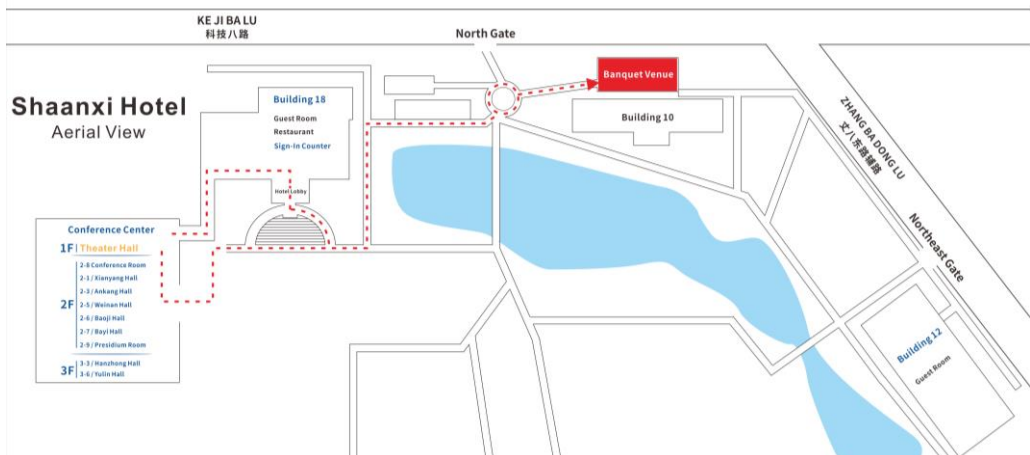 KE JI BA LU
科技八路
North Gate
Shaanxi Hotel
Aerial View
Building 18
Guest Room
Restaurant
Sign-In Counter
Hotel Lobby
Banquet Venue
Building 10
ZHANG BA DONG LU
丈八东路辅路
Northeast Gate
Conference Center
1F Theater Hall
2F
2-8 Conference Room
2-1 / Xianyang Hall
2-3 / Ankang Hall
2-5 / Weinan Hall
2-6 / Baoji Hall
2-7 / Bayi Hall
2-9 / Presidium Room
3F
3-3 / Hanzhong Hall
3-6 / Yulin Hall
Building 12
Guest Room